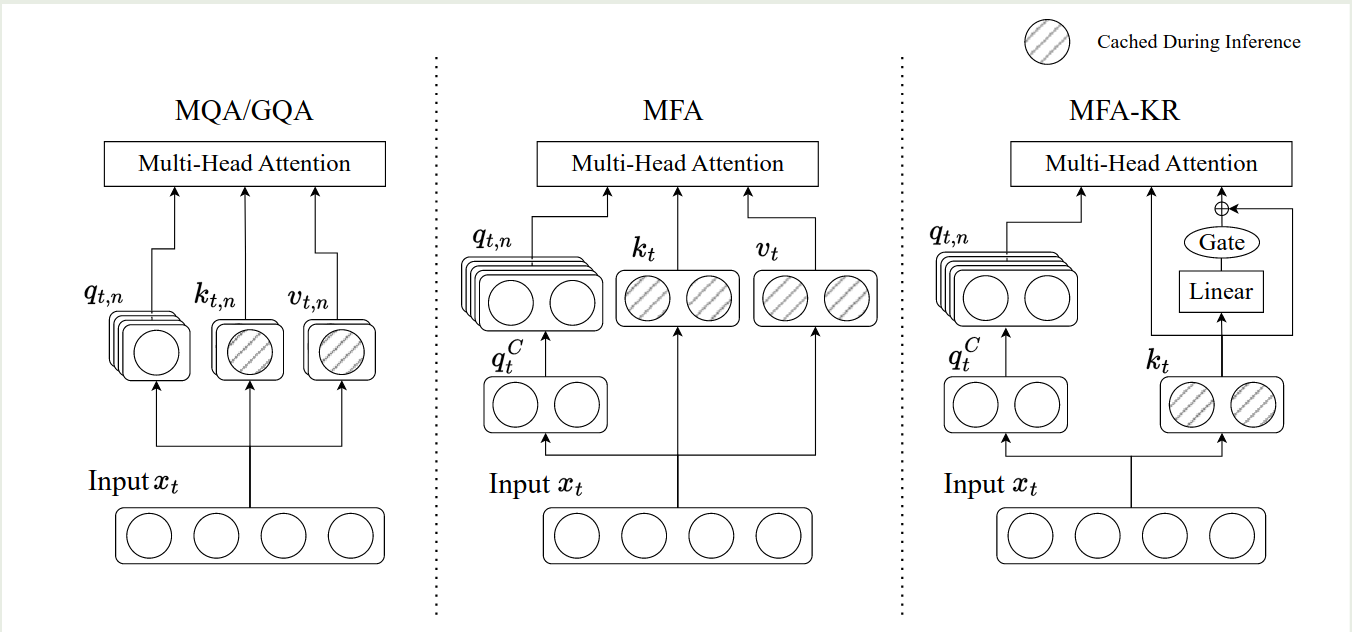 Cached During Inference
MQA/GQA
Multi-Head Attention
q_{t,n}
k_{t,n}
v_{t,n}
Input x_t
MFA
Multi-Head Attention
q_{t,n}
k_t
v_t
q_t^C
Input x_t
MFA-KR
Multi-Head Attention
q_{t,n}
Gate
Linear
q_t^C
k_t
Input x_t